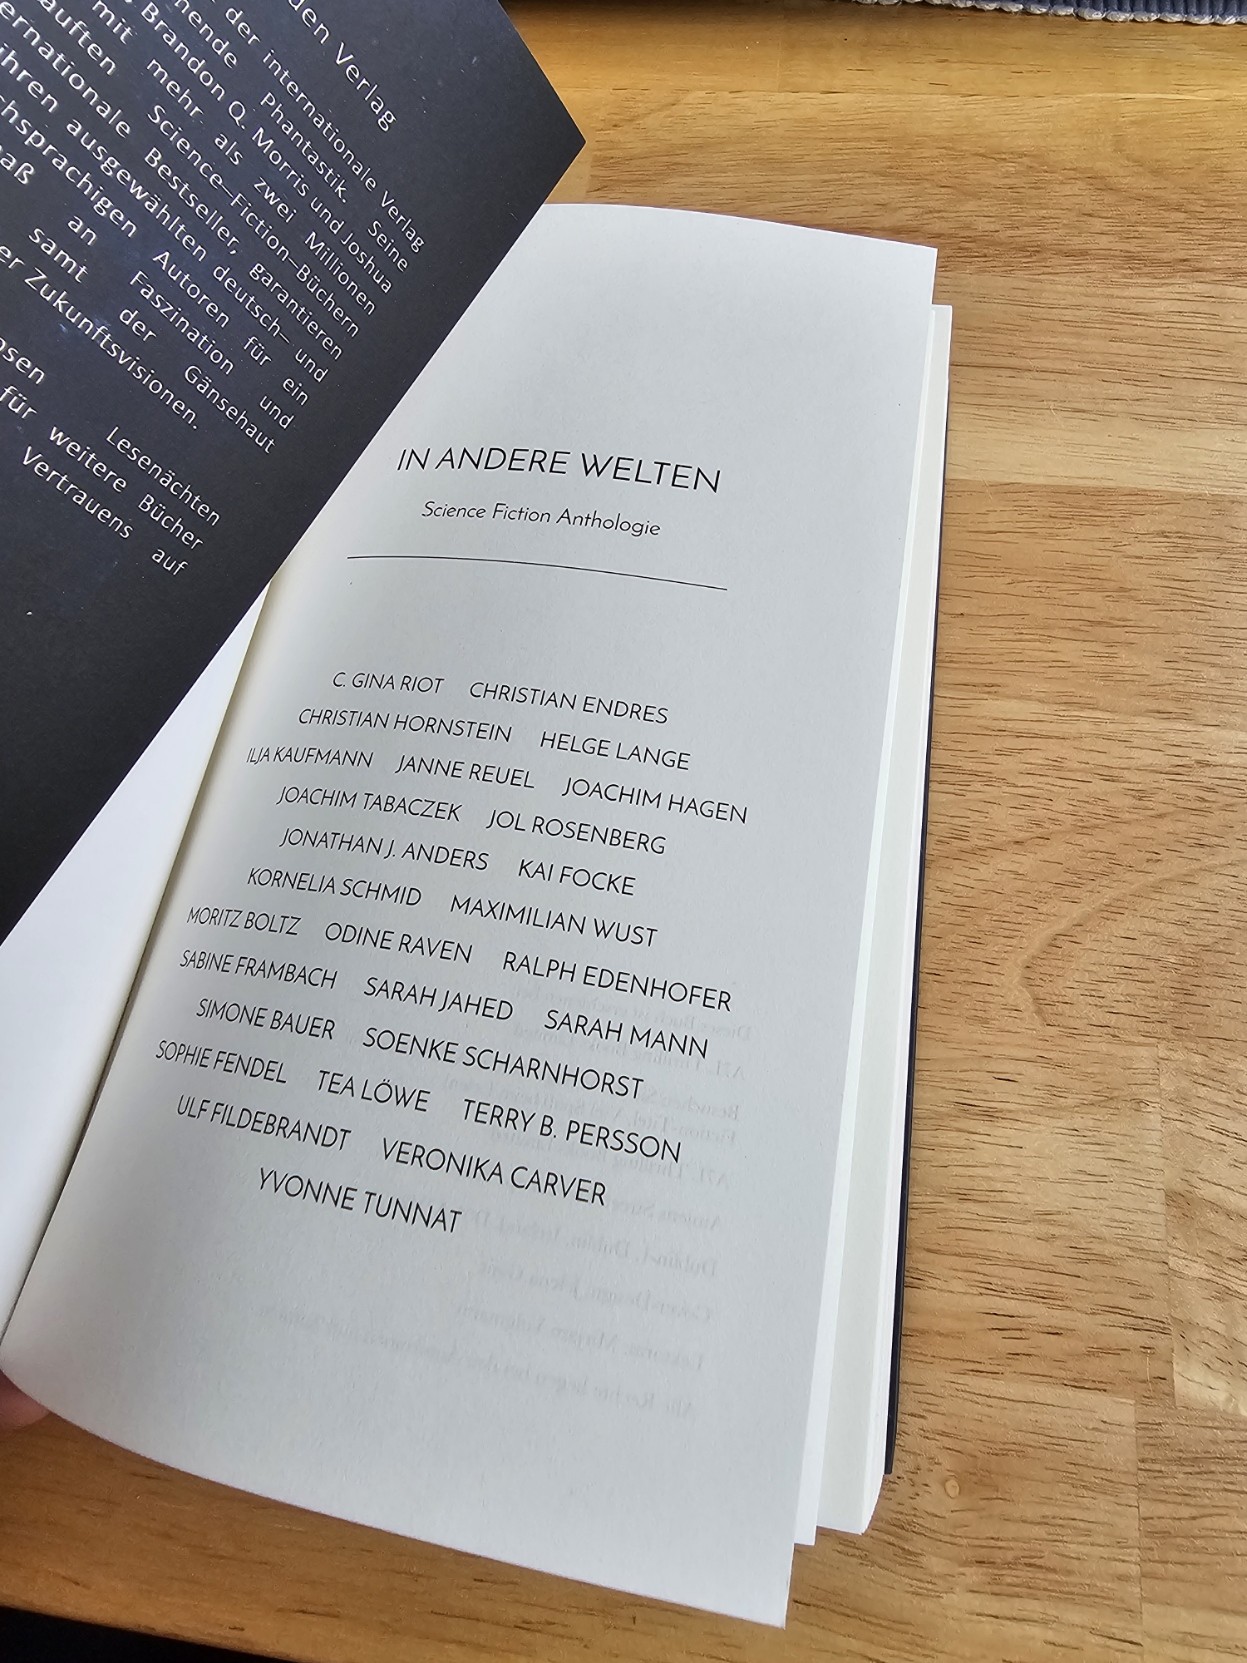 den Verlag
der internationale Verlag
Phantastik. Seine
Brandon Q. Morris und Joshua
mit mehr als zwei Millionen
Science-Fiction-Büchern
Bestseller, garantieren
ausgewählten deutsch- und
Autoren für ein
an Faszination und
samt der Gänsehaut
Zukunftsvisionen.
Lesenächten
für weitere Bücher
Vertrauens auf
IN ANDERE WELTEN
Science Fiction Anthologie
C. GINA RIOT CHRISTIAN ENDRES
CHRISTIAN HORNSTEIN HELGE LANGE
ILJA KAUFMANN JANNE REUEL JOACHIM HAGEN
JOACHIM TABACZEK JOL ROSENBERG
JONATHAN J. ANDERS KAI FOCKE
KORNELIA SCHMID MAXIMILIAN WUST
MORITZ BOLTZ ODINE RAVEN RALPH EDENHOFER
SABINE FRAMBACH SARAH JAHED SARAH MANN
SIMONE BAUER SOENKE SCHARNHORST
SOPHIE FENDEL TEA LÖWE TERRY B. PERSSON
ULF FILDEBRANDT VERONIKA CARVER
YVONNE TUNNAT